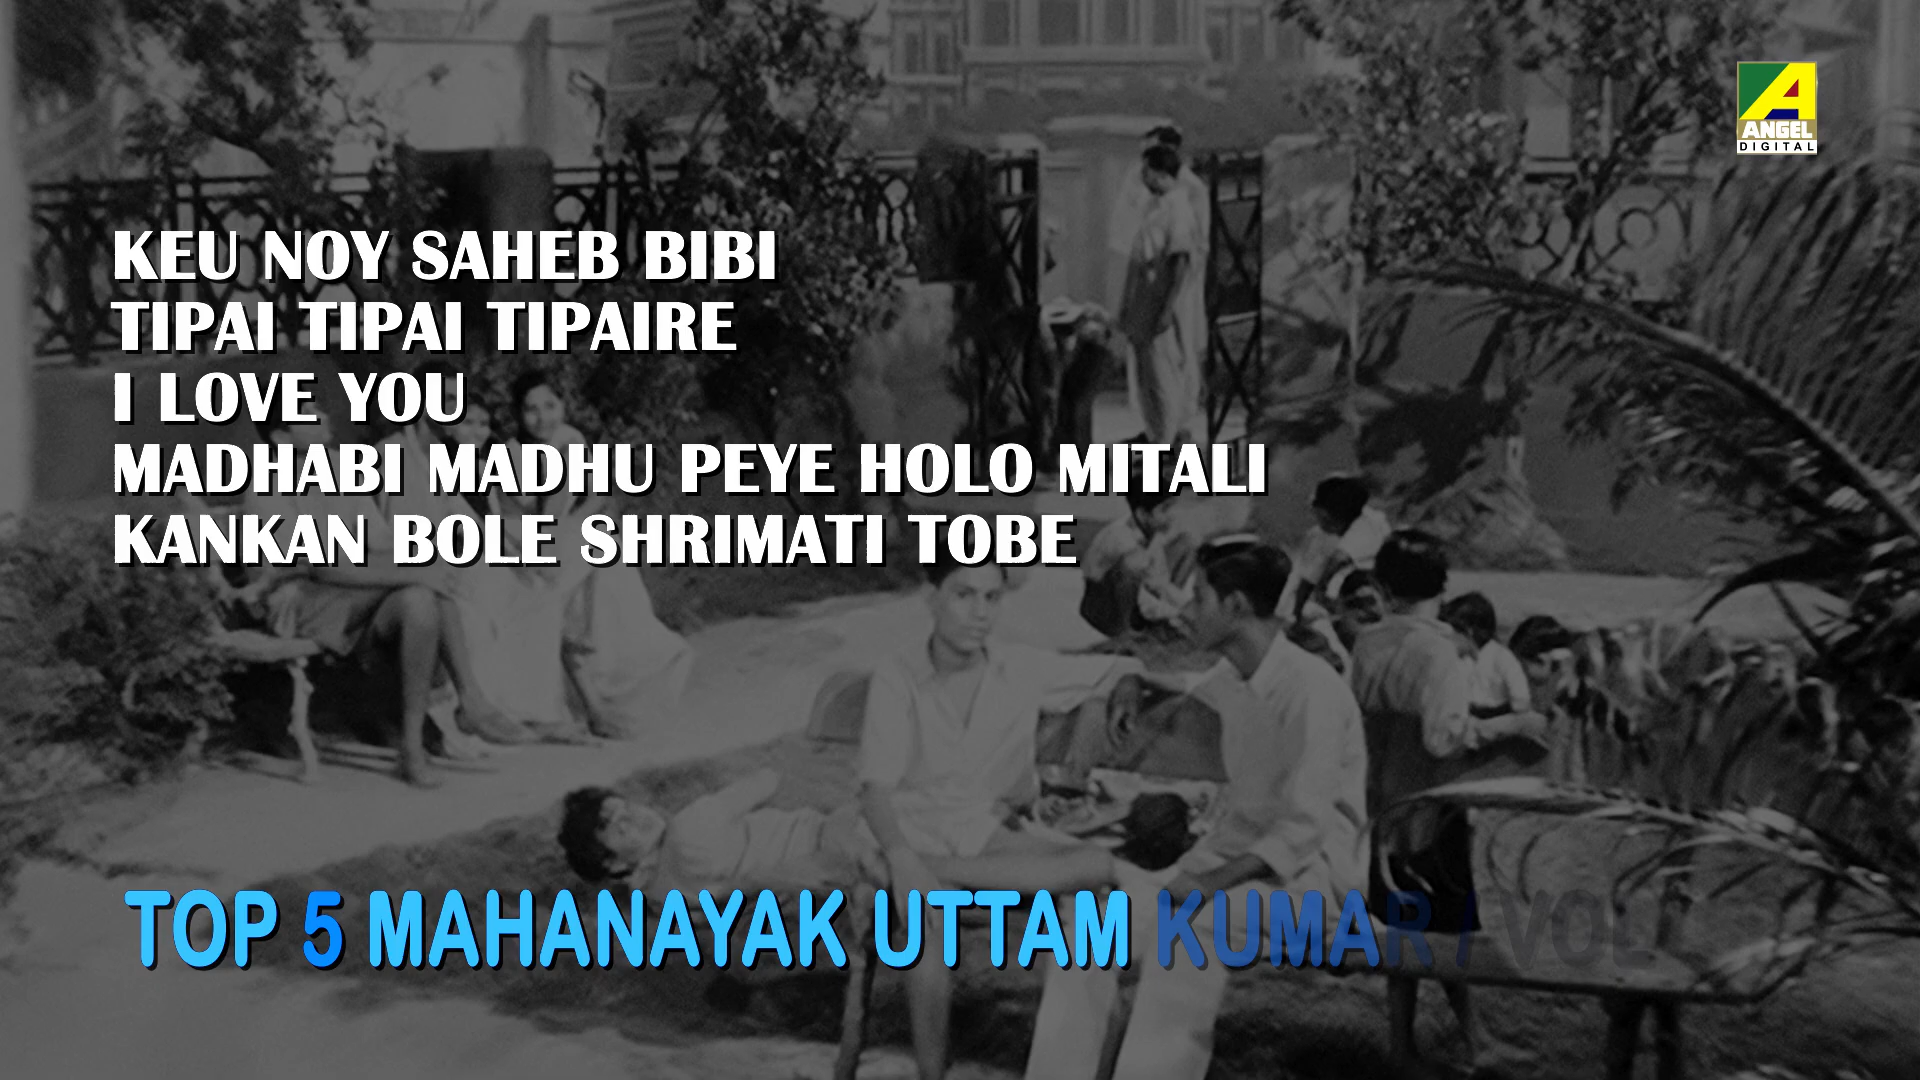 A
ANGEL
DIGITAL
KEU NOY SAHEB BIBI
TIPAI TIPAI TIPAIRE
I LOVE YOU
MADHABI MADHU PEYE HOLO MITALI
KANKAN BOLE SHRIMATI TOBE
TOP 5 MAHANAYAK UTTAM KUMAR / VOL